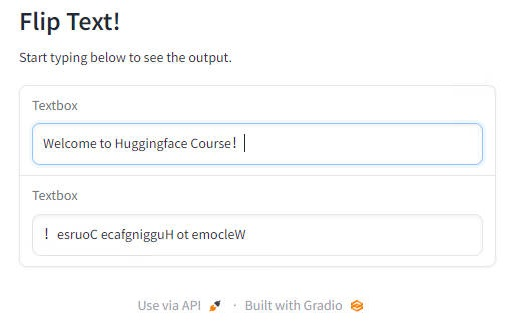 Flip Text!
Start typing below to see the output.
Textbox
Welcome to Huggingface Course!
Textbox
! esruoC ecafgnigguH ot emocleW
Use via API · Built with Gradio